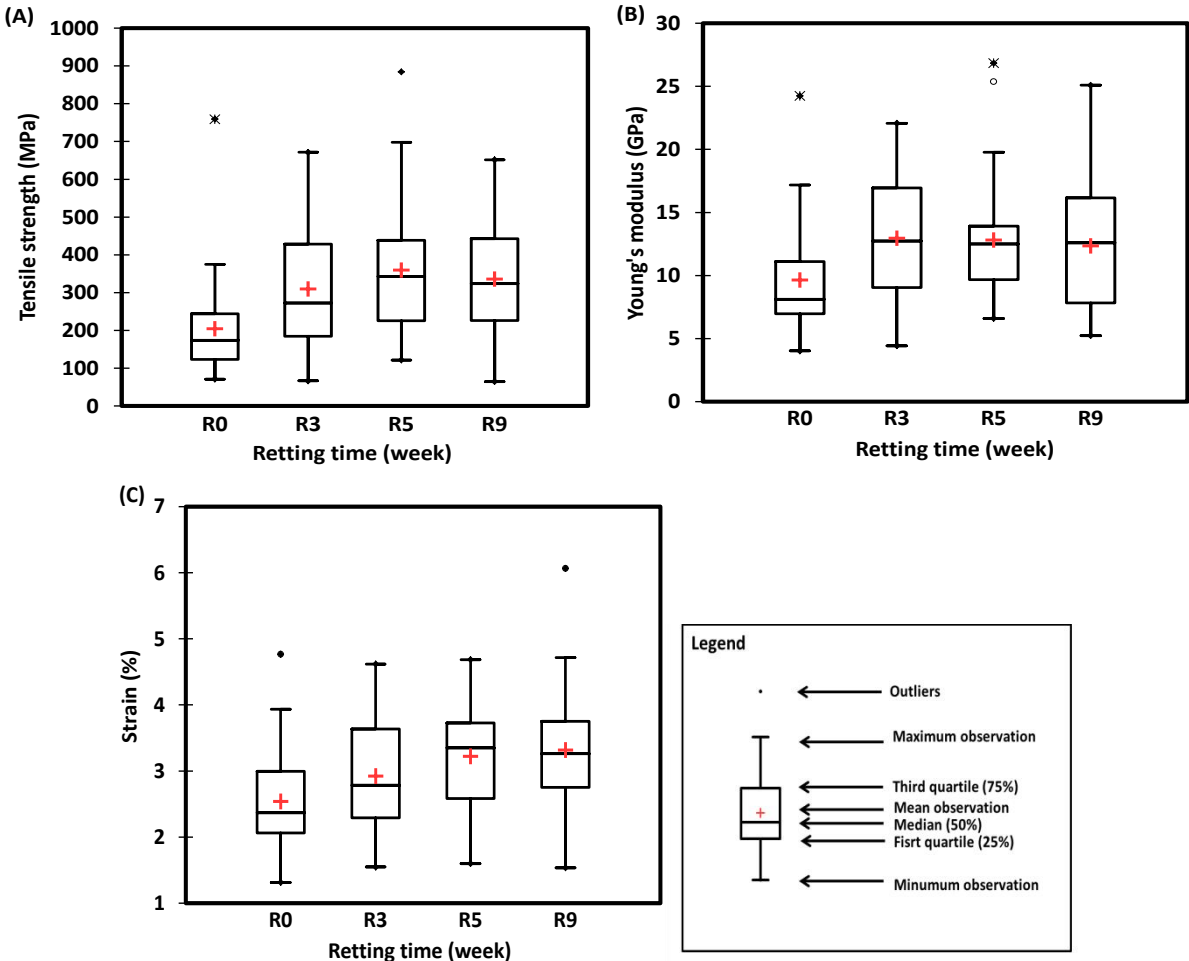 (A)
Tensile strength (MPa)
1000
900
800
700
600
500
400
300
200
100
0
R0 R3 R5 R9
Retting time (week)
(B)
Young's modulus (GPa)
30
25
20
15
10
5
0
R0 R3 R5 R9
Retting time (week)
(C)
Strain (%)
7
6
5
4
3
2
1
R0 R3 R5 R9
Retting time (week)
Legend
Outliers
Maximum observation
Third quartile (75%)
Mean observation
Median (50%)
Fisrt quartile (25%)
Minumum observation